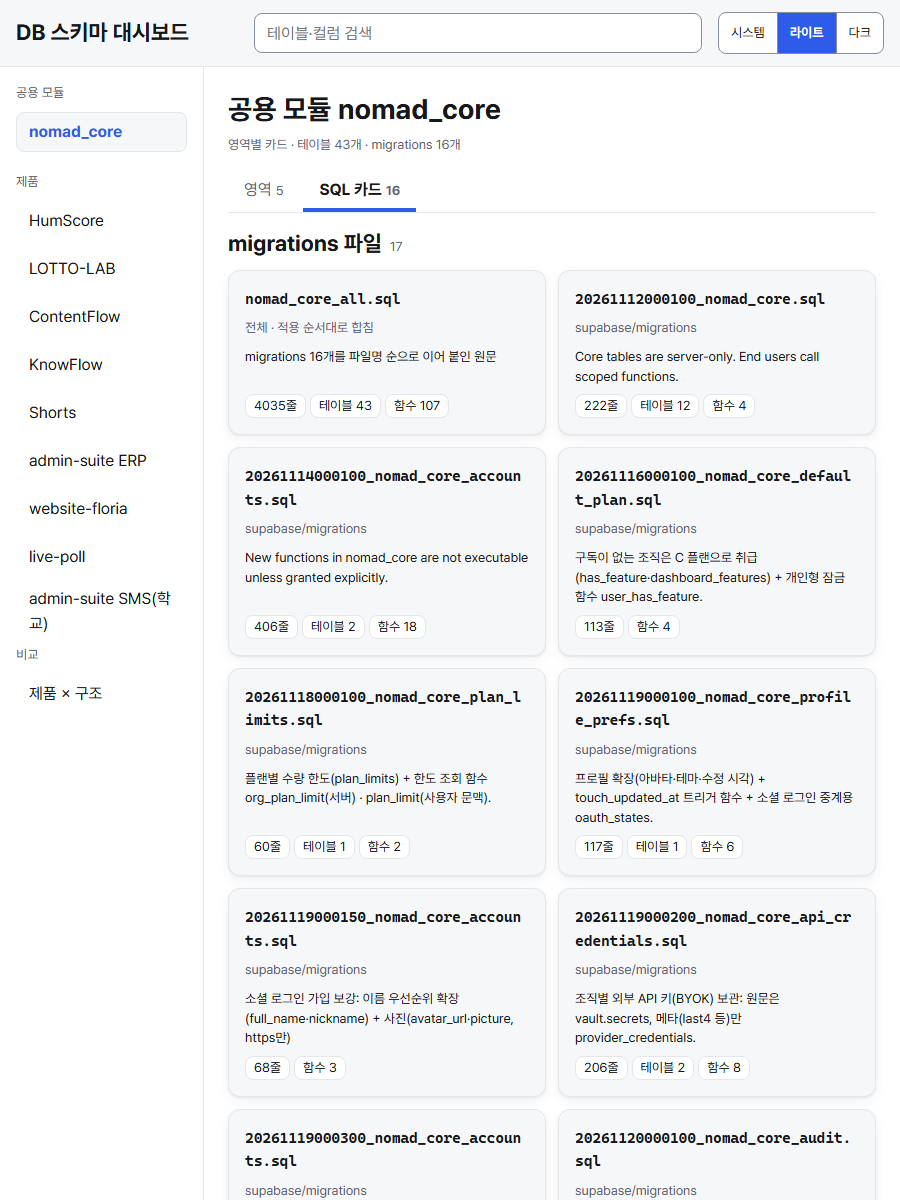 DB 스키마 대시보드
테이블·컬럼 검색
시스템
라이트
다크
공용 모듈
nomad_core
제품
HumScore
LOTTO-LAB
ContentFlow
KnowFlow
Shorts
admin-suite ERP
website-floria
live-poll
admin-suite SMS(학
교)
비교
제품 × 구조
공용 모듈 nomad_core
영역별 카드 · 테이블 43개 · migrations 16개
영역 5
SQL 카드 16
migrations 파일 17
nomad_core_all.sql
전체 · 적용 순서대로 합침
migrations 16개를 파일명 순으로 이어 붙인 원문
4035줄
테이블 43
함수 107
20261112000100_nomad_core.sql
supabase/migrations
Core tables are server-only. End users call
scoped functions.
222줄
테이블 12
함수 4
20261114000100_nomad_core_accoun
ts.sql
supabase/migrations
New functions in nomad_core are not executable
unless granted explicitly.
406줄
테이블 2
함수 18
20261116000100_nomad_core_defaul
t_plan.sql
supabase/migrations
구독이 없는 조직은 C 플랜으로 취급
(has_feature·dashboard_features) + 개인형 잠금
함수 user_has_feature.
113줄
함수 4
20261118000100_nomad_core_plan_l
imits.sql
supabase/migrations
플랜별 수량 한도(plan_limits) + 한도 조회 함수
org_plan_limit(서버) · plan_limit(사용자 문맥).
60줄
테이블 1
함수 2
20261119000100_nomad_core_profil
e_prefs.sql
supabase/migrations
프로필 확장(아바타·테마·수정 시각) +
touch_updated_at 트리거 함수 + 소셜 로그인 중계용
oauth_states.
117줄
테이블 1
함수 6
20261119000150_nomad_core_accoun
ts.sql
supabase/migrations
소셜 로그인 가입 보강: 이름 우선순위 확장
(full_name·nickname) + 사진(avatar_url·picture,
https만)
68줄
함수 3
20261119000200_nomad_core_api_cr
edentials.sql
supabase/migrations
조직별 외부 API 키(BYOK) 보관: 원문은
vault.secrets, 메타(last4 등)만
provider_credentials.
206줄
테이블 2
함수 8
20261119000300_nomad_core_accoun
ts.sql
supabase/migrations
20261120000100_nomad_core_audit.
sql
supabase/migrations